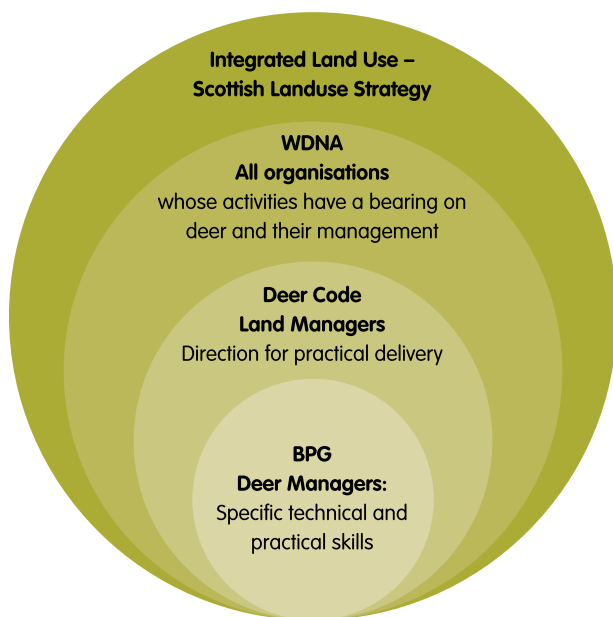 Integrated Land Use –
Scottish Landuse Strategy
WDNA
All organisations
whose activities have a bearing on
deer and their management
Deer Code
Land Managers
Direction for practical delivery
BPG
Deer Managers:
Specific technical and
practical skills